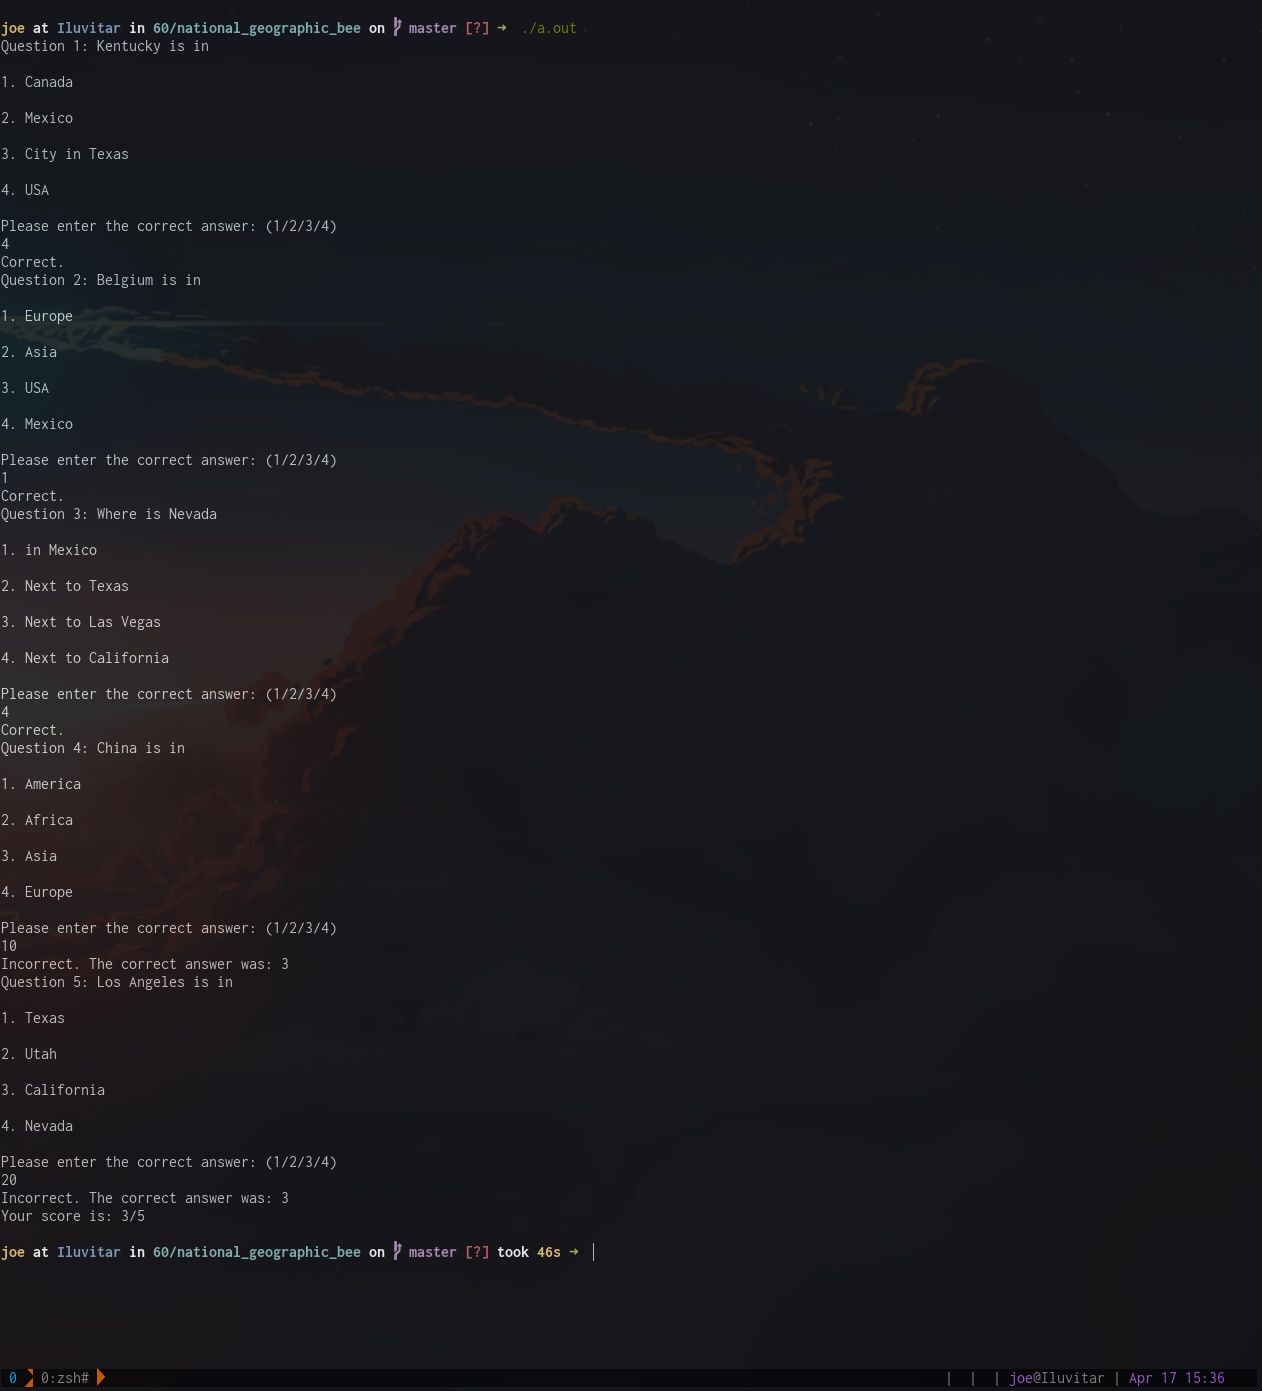 joe at Iluvitar in 60/national_geographic_bee on master [?] ➜ ./a.out
Question 1: Kentucky is in
1. Canada
2. Mexico
3. City in Texas
4. USA
Please enter the correct answer: (1/2/3/4)
4
Correct.
Question 2: Belgium is in
1. Europe
2. Asia
3. USA
4. Mexico
Please enter the correct answer: (1/2/3/4)
1
Correct.
Question 3: Where is Nevada
1. in Mexico
2. Next to Texas
3. Next to Las Vegas
4. Next to California
Please enter the correct answer: (1/2/3/4)
4
Correct.
Question 4: China is in
1. America
2. Africa
3. Asia
4. Europe
Please enter the correct answer: (1/2/3/4)
10
Incorrect. The correct answer was: 3
Question 5: Los Angeles is in
1. Texas
2. Utah
3. California
4. Nevada
Please enter the correct answer: (1/2/3/4)
20
Incorrect. The correct answer was: 3
Your score is: 3/5
joe at Iluvitar in 60/national_geographic_bee on master [?] took 46s ➜
0 0:zsh# | | | joe@Iluvitar | Apr 17 15:36